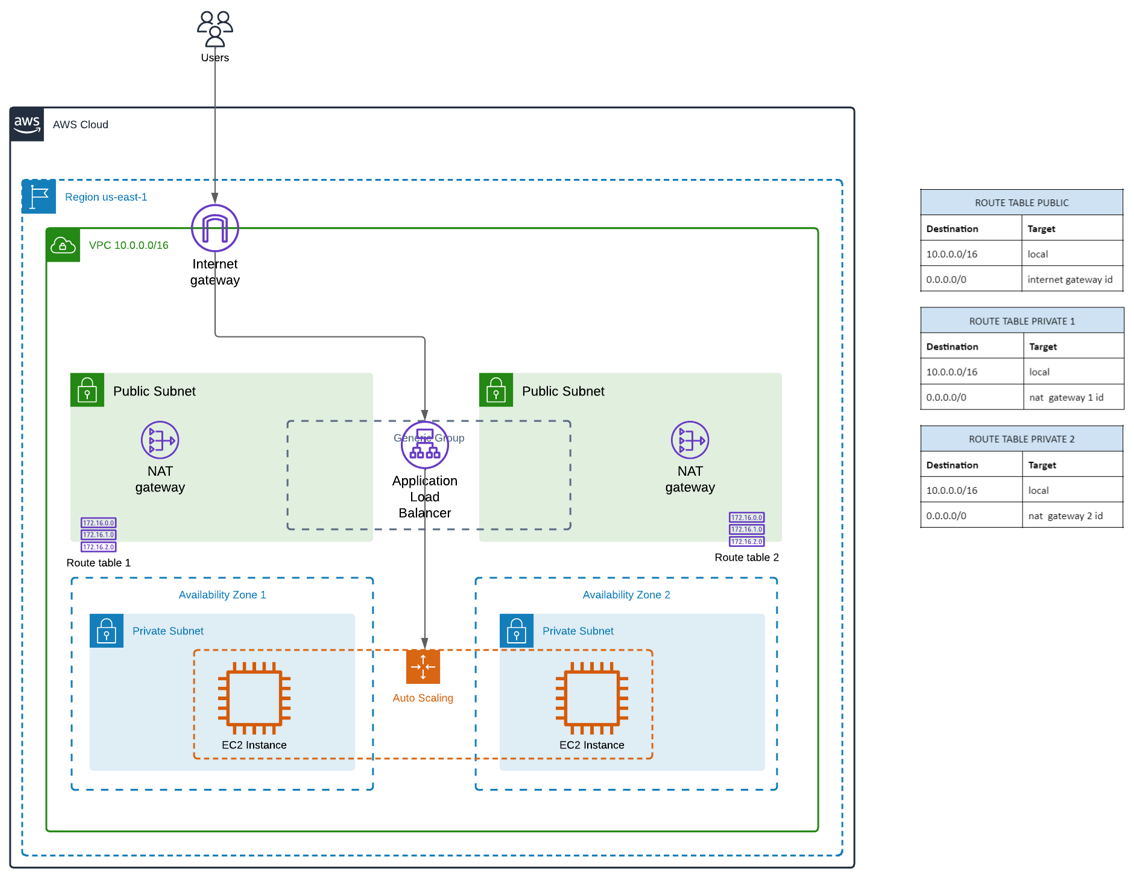 Users
aws
AWS Cloud
Region us-east-1
VPC 10.0.0.0/16
Internet
gateway
Public Subnet
Public Subnet
NAT
gateway
Generic Group
Application
Load
Balancer
NAT
gateway
172.16.0.0
172.16.1.0
172.16.2.0
Route table 1
172.16.0.0
172.16.1.0
172.16.2.0
Route table 2
Availability Zone 1
Availability Zone 2
Private Subnet
Private Subnet
Auto Scaling
EC2 Instance
EC2 Instance
ROUTE TABLE PUBLIC
Destination Target
10.0.0.0/16 local
0.0.0.0/0 internet gateway id
ROUTE TABLE PRIVATE 1
Destination Target
10.0.0.0/16 local
0.0.0.0/0 nat gateway 1 id
ROUTE TABLE PRIVATE 2
Destination Target
10.0.0.0/16 local
0.0.0.0/0 nat gateway 2 id